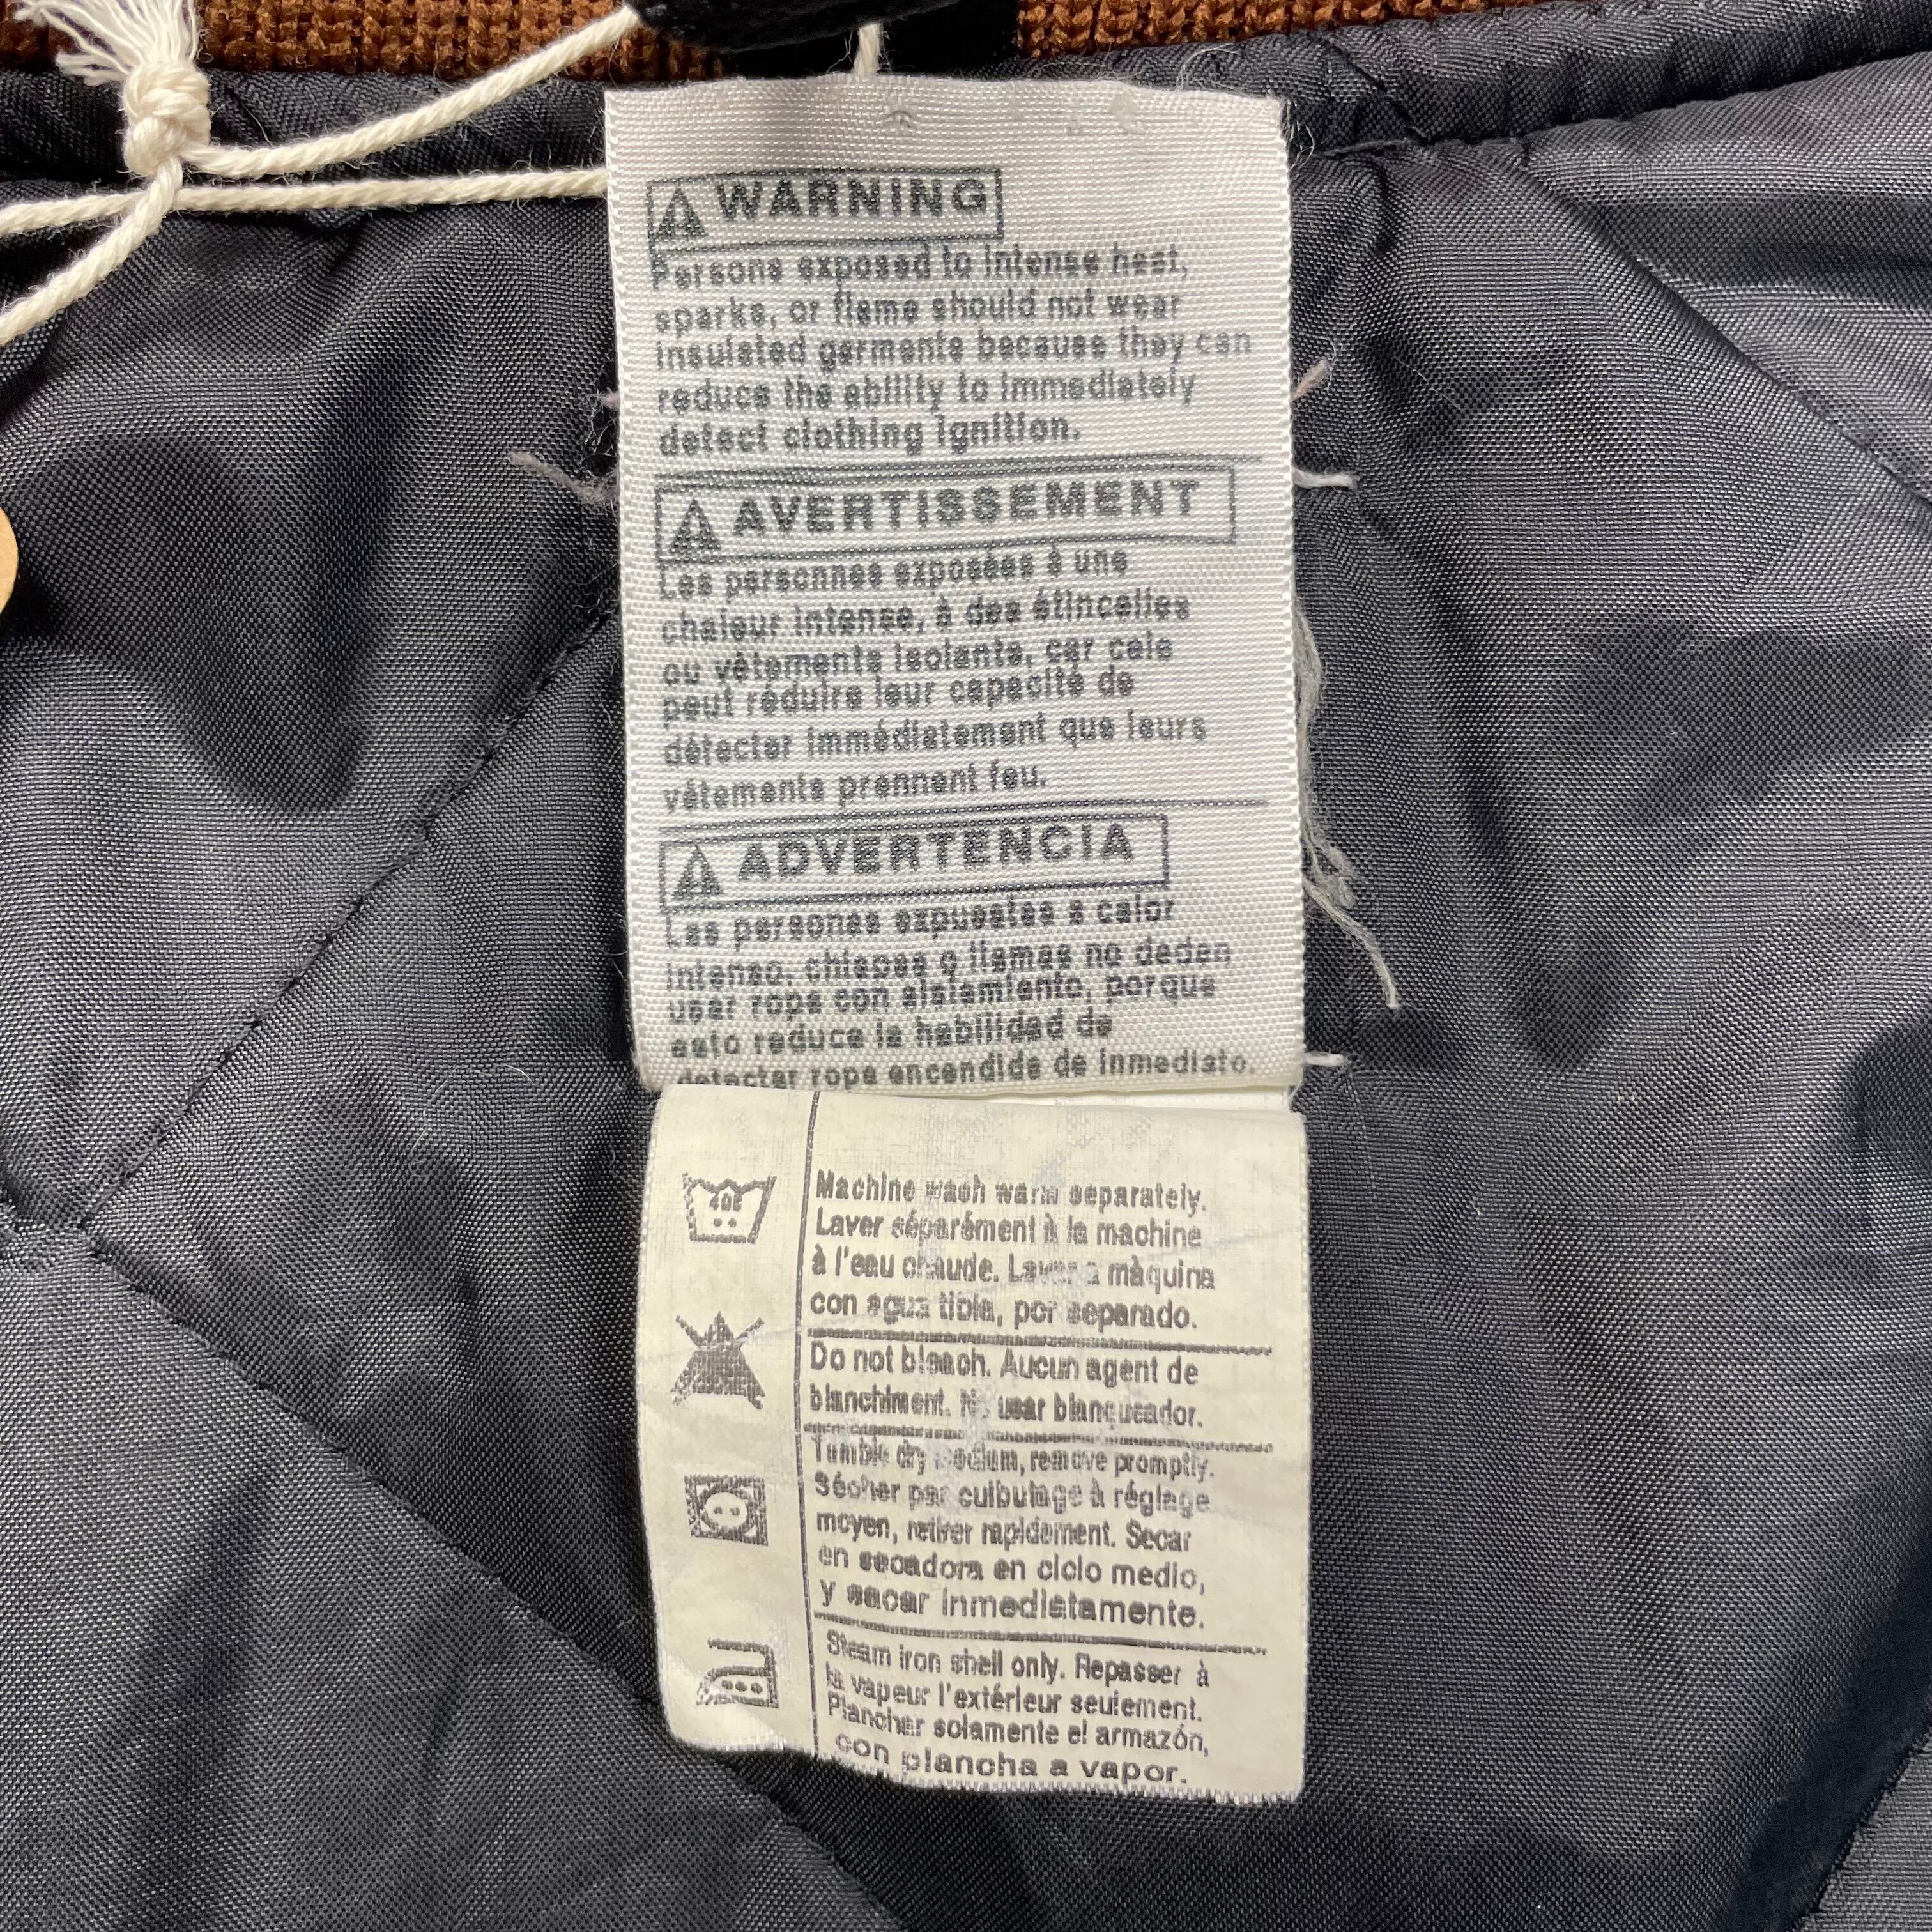 WARNING
Persons exposed to intense heat,
sparks, or flame should not wear
insulated garments because they can
reduce the ability to immediately
detect clothing ignition.
AVERTISSEMENT
Les personnes exposées à une
chaleur intense, à des étincelles
ou vêtements isolants, car cela
peut réduire leur capacité de
détecter immédiatement que leurs
vêtements prennent feu.
ADVERTENCIA
Las personas expuestas a calor
intenso, chispas o llamas no deden
usar ropa con aislamiento, porque
esto reduce la habilidad de
detectar ropa encendida de inmediato.
40C
Machine wash warm separately.
Laver séparément à la machine
à l'eau chaude. Lavar a màquina
con agua tibia, por separado.
Do not bleach. Aucun agent de
blanchiment. No usar blanqueador.
Tumble dry medium, remove promptly.
Sécher par culbutage à réglage
moyen, retirer rapidement. Secar
en secadora en ciclo medio,
y sacar inmediatamente.
Steam iron shell only. Repasser à
la vapeur l'extérieur seulement.
Planchar solamente el armazón,
con plancha a vapor.